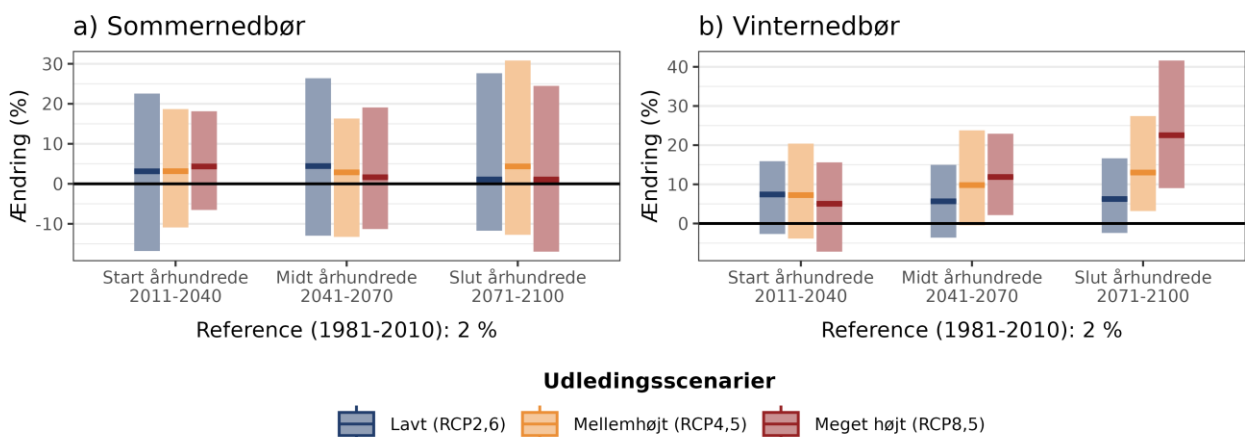 a) Sommernedbør
Ændring (%)
30
20
10
0
-10
Start århundrede
2011-2040
Midt århundrede
2041-2070
Slut århundrede
2071-2100
Reference (1981-2010): 2 %
b) Vinternedbør
Ændring (%)
40
30
20
10
0
Start århundrede
2011-2040
Midt århundrede
2041-2070
Slut århundrede
2071-2100
Reference (1981-2010): 2 %
Udledingsscenarier
Lavt (RCP2,6)
Mellemhøjt (RCP4,5)
Meget højt (RCP8,5)